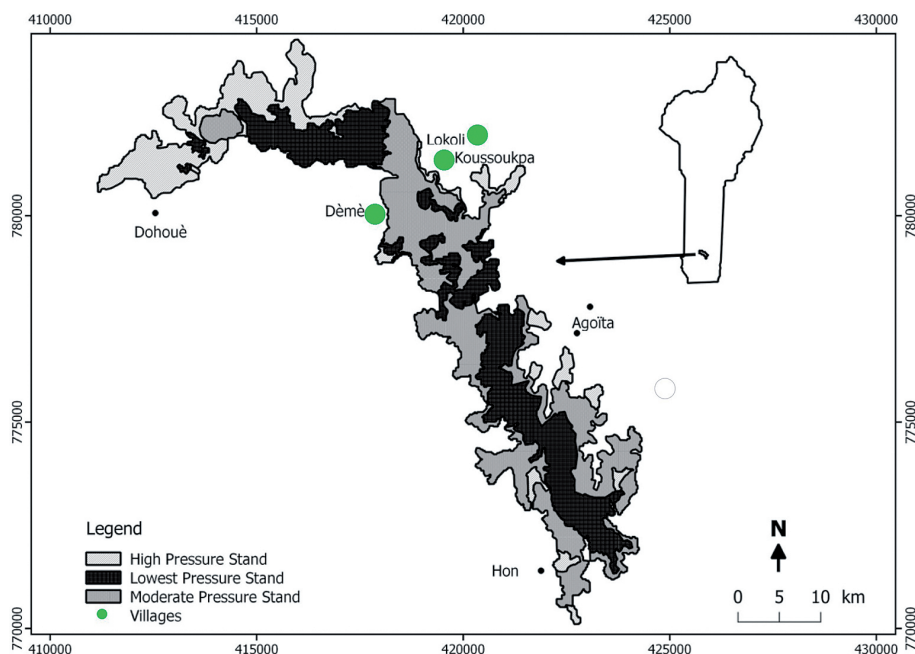 410000 415000 420000 425000 430000
780000
775000
770000
Lokoli
Koussoukpa
Dèmè
Dohouè
Agoïta
Hon
Legend
High Pressure Stand
Lowest Pressure Stand
Moderate Pressure Stand
Villages
N
0 5 10 km
780000
775000
770000
410000 415000 420000 425000 430000